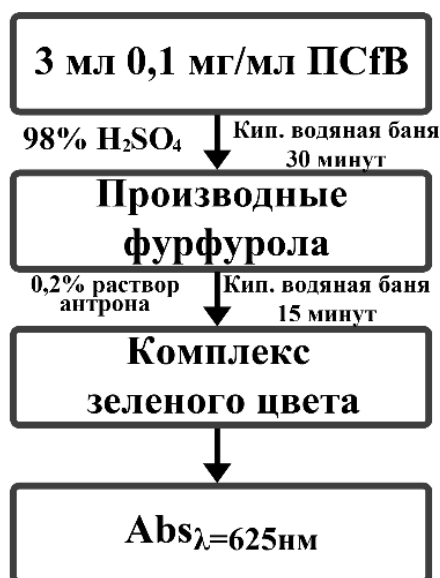 3 мл 0,1 мг/мл ПСfВ
98% H₂SO₄
Кип. водяная баня
30 минут
Производные
фурфурола
0,2% раствор
антрона
Кип. водяная баня
15 минут
Комплекс
зеленого цвета
Absλ=625нм